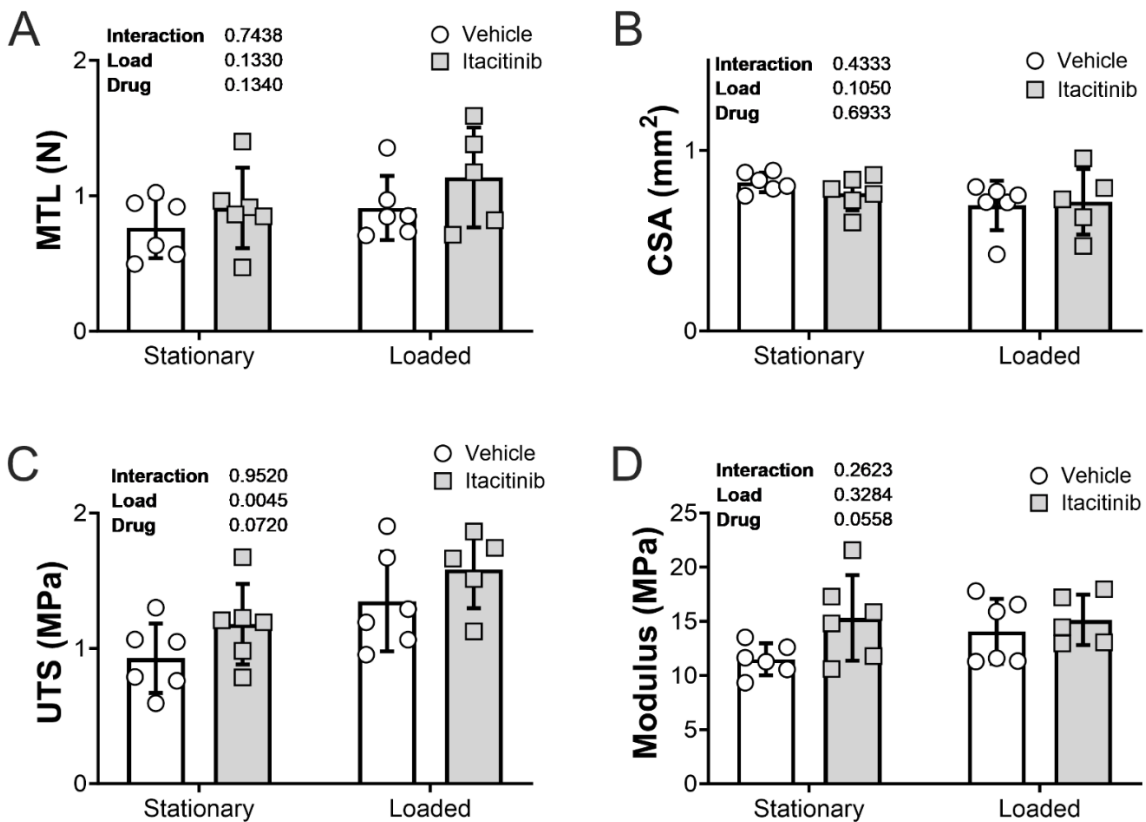 A
Interaction 0.7438
Load 0.1330
Drug 0.1340
Vehicle
Itacitinib
MTL (N)
2
1
0
Stationary
Loaded
B
Interaction 0.4333
Load 0.1050
Drug 0.6933
Vehicle
Itacitinib
CSA (mm²)
1
0
Stationary
Loaded
C
Interaction 0.9520
Load 0.0045
Drug 0.0720
Vehicle
Itacitinib
UTS (MPa)
2
1
0
Stationary
Loaded
D
Interaction 0.2623
Load 0.3284
Drug 0.0558
Vehicle
Itacitinib
Modulus (MPa)
25
20
15
10
5
0
Stationary
Loaded